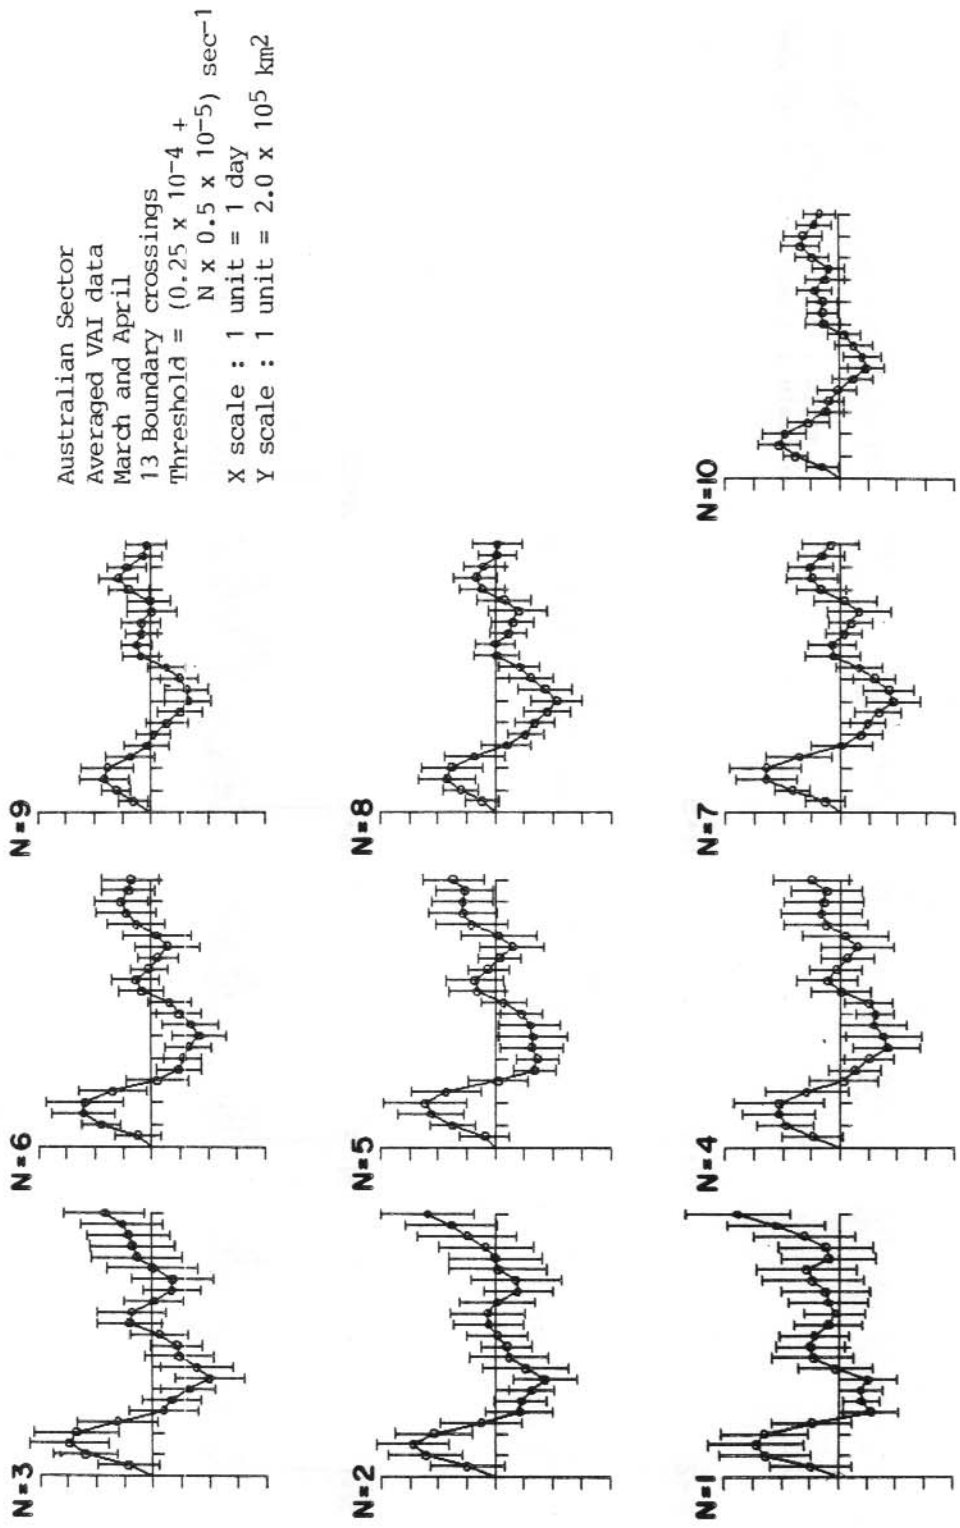 Australian Sector
Averaged VAI data
March and April
13 Boundary crossings
Threshold = (0.25 x 10-4 +
N x 0.5 x 10-5) sec-1
X scale : 1 unit = 1 day
Y scale : 1 unit = 2.0 x 105 km2
N=3
N=6
N=9
N=2
N=5
N=8
N=1
N=4
N=7
N=10